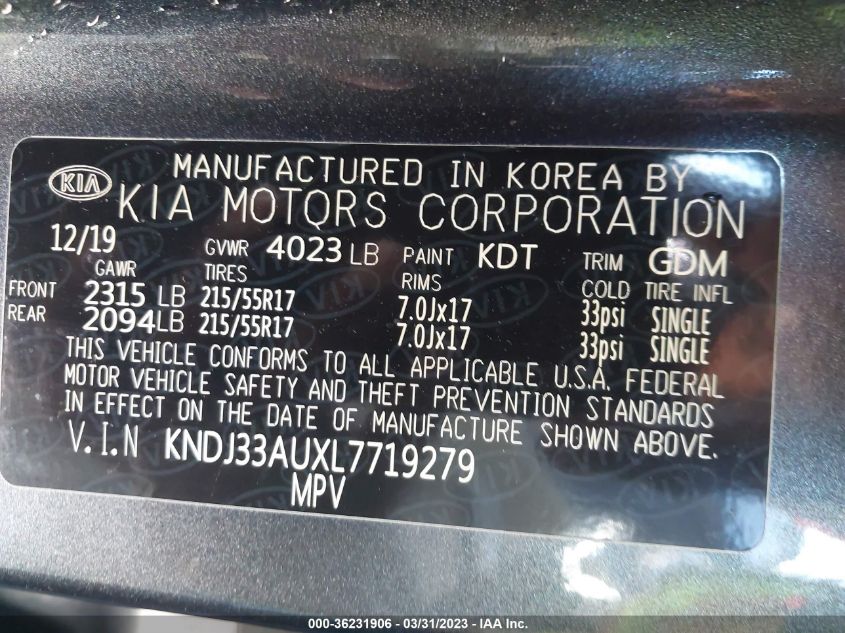 KIA
MANUFACTURED IN KOREA BY
KIA MOTORS CORPORATION
12/19 GVWR 4023 LB PAINT KDT TRIM GDM
GAWR TIRES RIMS COLD TIRE INFL
FRONT 2315 LB 215/55R17 7.0Jx17 33psi SINGLE
REAR 2094 LB 215/55R17 7.0Jx17 33psi SINGLE
THIS VEHICLE CONFORMS TO ALL APPLICABLE U.S.A. FEDERAL
MOTOR VEHICLE SAFETY AND THEFT PREVENTION STANDARDS
IN EFFECT ON THE DATE OF MANUFACTURE SHOWN ABOVE.
V.I.N KNDJ33AUXL7719279
MPV
000-36231906 - 03/31/2023 - © IAA Inc.